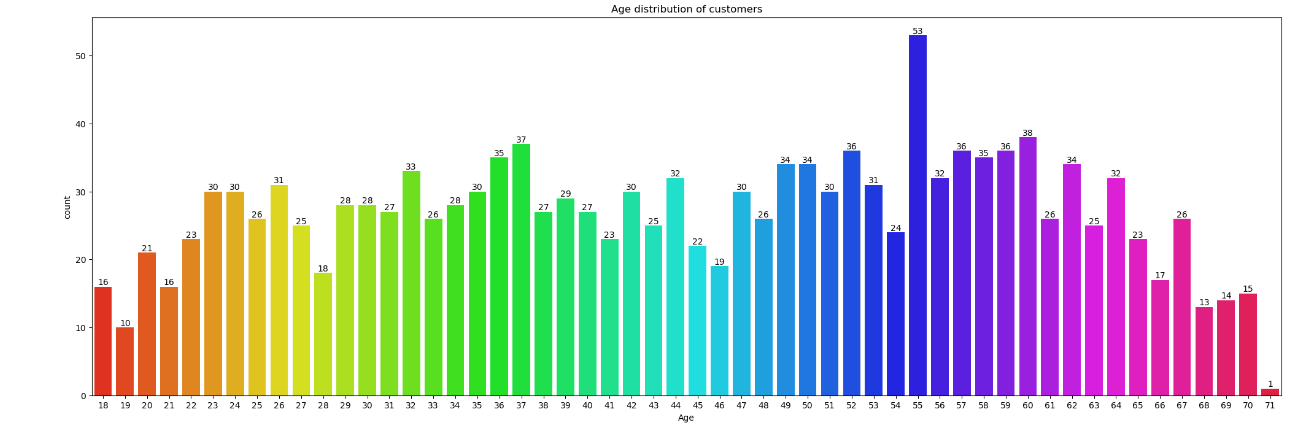 Age distribution of customers
count
50
40
30
20
10
0
16 10 21 16 23 30 30 26 31 25 18 28 28 27 33 26 28 30 35 37 27 29 27 23 30 25 32 22 19 30 26 34 34 30 36 31 24 53 32 36 35 36 38 26 34 25 32 23 17 26 13 14 15 1
18 19 20 21 22 23 24 25 26 27 28 29 30 31 32 33 34 35 36 37 38 39 40 41 42 43 44 45 46 47 48 49 50 51 52 53 54 55 56 57 58 59 60 61 62 63 64 65 66 67 68 69 70 71
Age